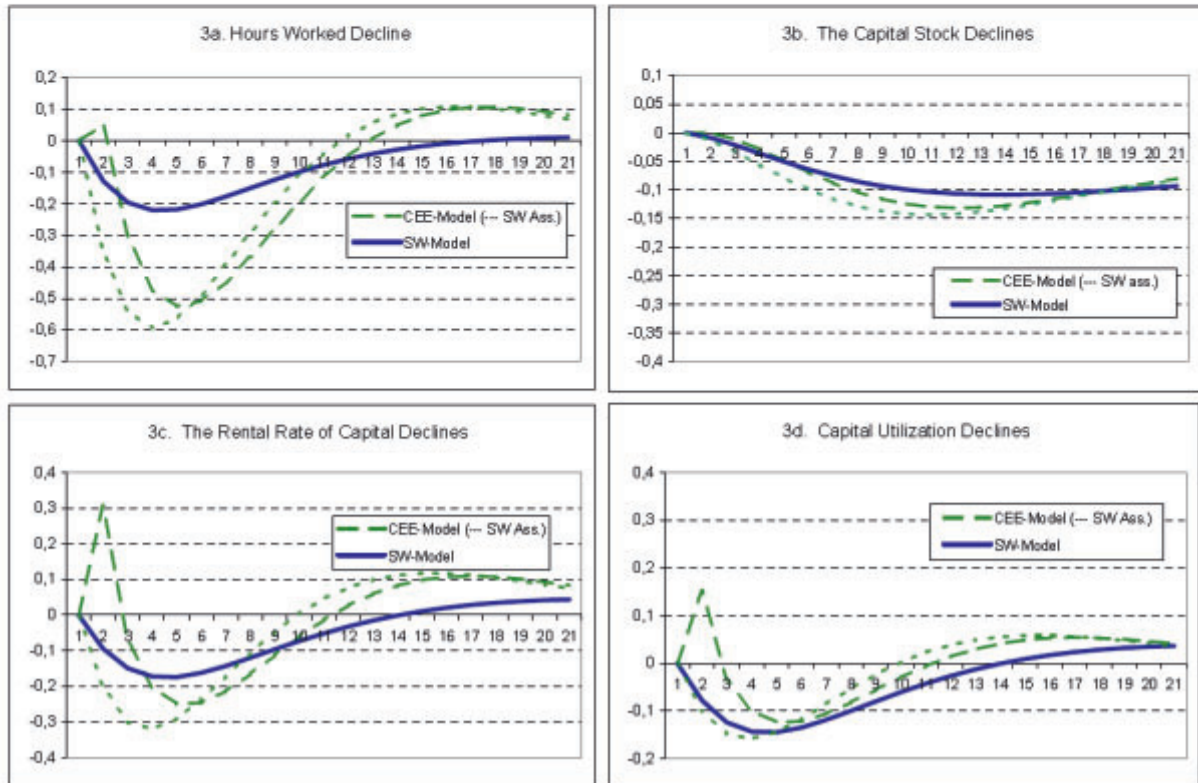 3a. Hours Worked Decline
0,2
0,1
0
-0,1
-0,2
-0,3
-0,4
-0,5
-0,6
-0,7
1 2 3 4 5 6 7 8 9 10 11 12 13 14 15 16 17 18 19 20 21
CEE-Model (--- SW Ass.)
SW-Model
3b. The Capital Stock Declines
0,1
0,05
0
-0,05
-0,1
-0,15
-0,2
-0,25
-0,3
-0,35
-0,4
1 2 3 4 5 6 7 8 9 10 11 12 13 14 15 16 17 18 19 20 21
CEE-Model (--- SW ass.)
SW-Model
3c. The Rental Rate of Capital Declines
0,4
0,3
0,2
0,1
0
-0,1
-0,2
-0,3
-0,4
1 2 3 4 5 6 7 8 9 10 11 12 13 14 15 16 17 18 19 20 21
CEE-Model (--- SW Ass.)
SW-Model
3d. Capital Utilization Declines
0,4
0,3
0,2
0,1
0
-0,1
-0,2
1 2 3 4 5 6 7 8 9 10 11 12 13 14 15 16 17 18 19 20 21
CEE-Model (--- SW Ass.)
SW-Model